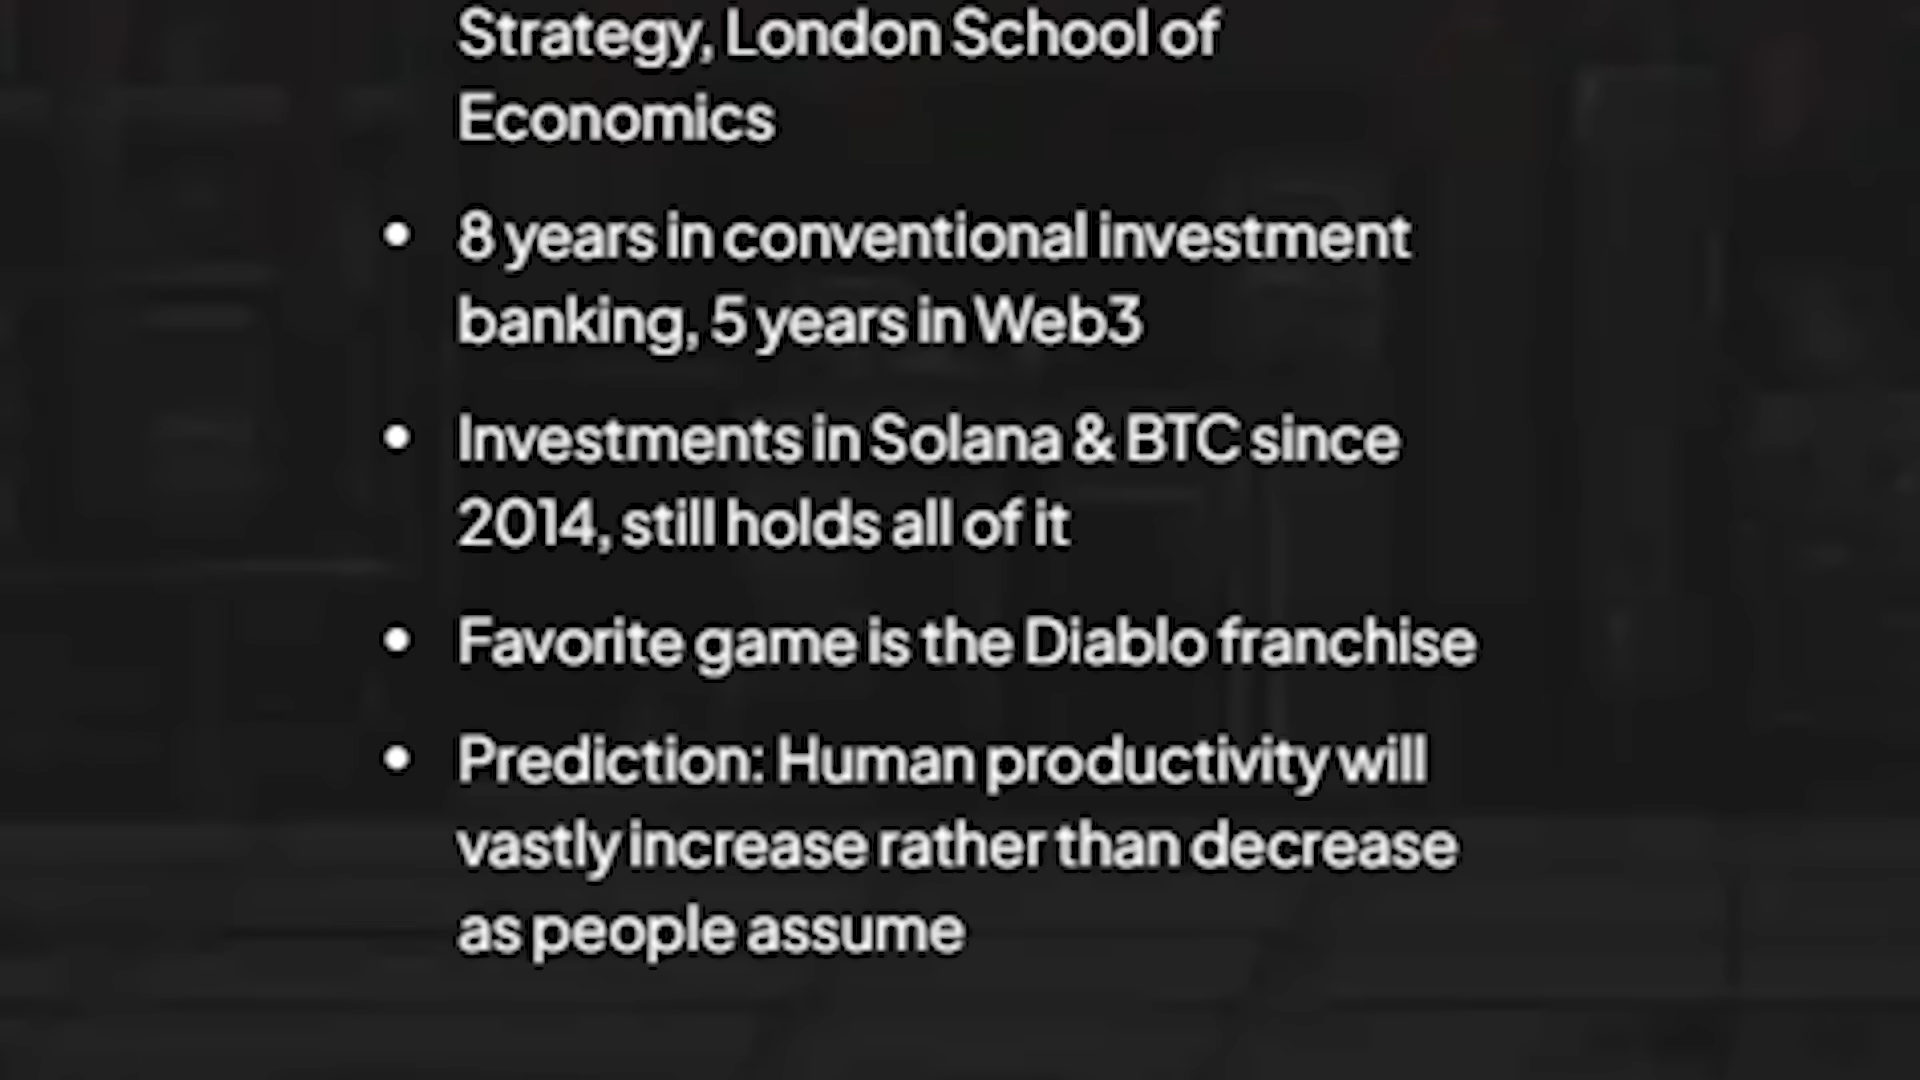 Strategy, London School of
Economics
• 8 years in conventional investment
banking, 5 years in Web3
• Investments in Solana & BTC since
2014, still holds all of it
• Favorite game is the Diablo franchise
• Prediction: Human productivity will
vastly increase rather than decrease
as people assume